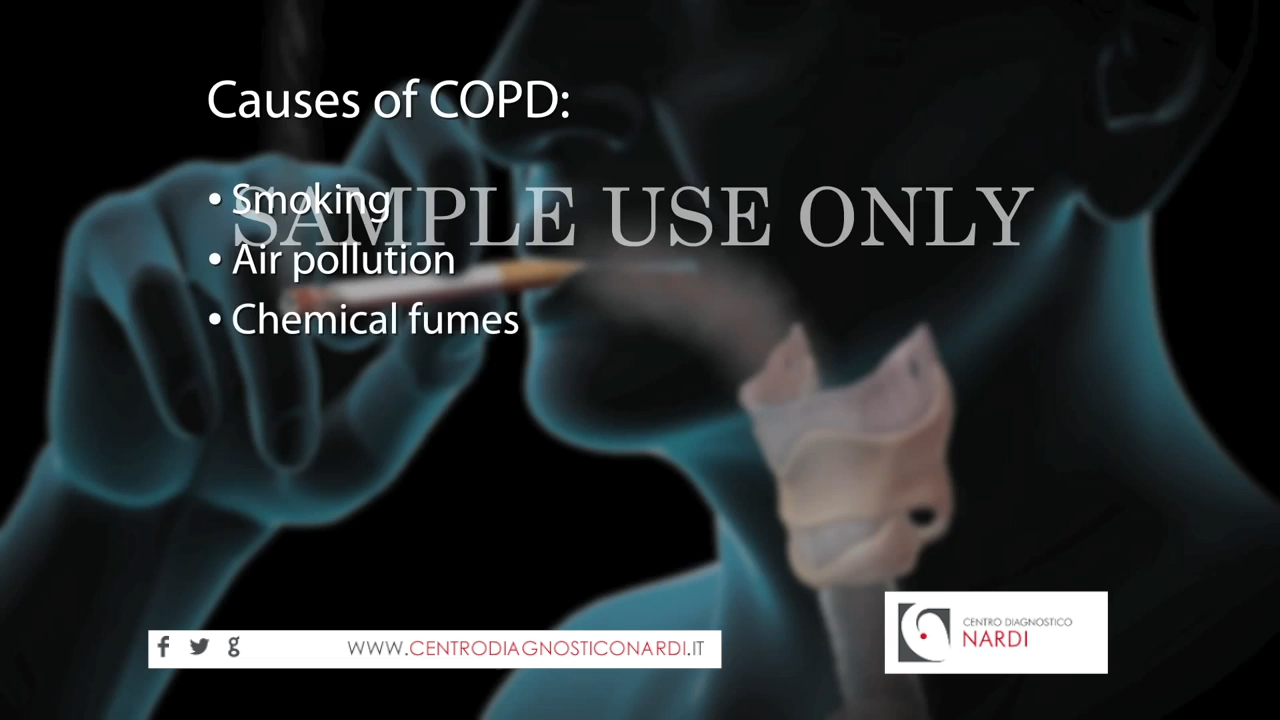 Causes of COPD:
• Smoking
SAMPLE USE ONLY
• Air pollution
• Chemical fumes
f g WWW.CENTRODIAGNOSTICONARDI.IT
CENTRO DIAGNOSTICO
NARDI